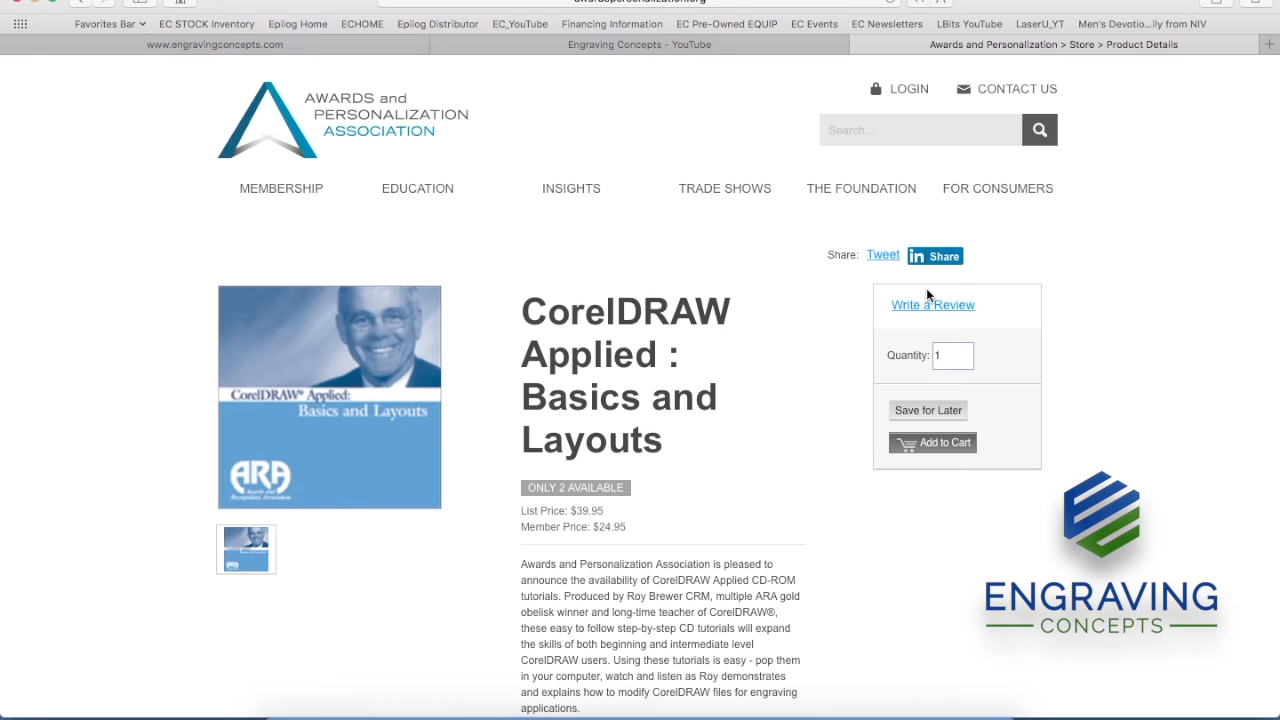 awardspersonalization.org
Favorites Bar EC STOCK Inventory Epilog Home ECHOME Epilog Distributor EC_YouTube Financing Information EC Pre-Owned EQUIP EC Events EC Newsletters LBits YouTube LaserU_YT Men's Devotio...ily from NIV
www.engravingconcepts.com Engraving Concepts - YouTube Awards and Personalization > Store > Product Details
AWARDS and
PERSONALIZATION
ASSOCIATION
LOGIN CONTACT US
Search...
MEMBERSHIP EDUCATION INSIGHTS TRADE SHOWS THE FOUNDATION FOR CONSUMERS
Share: Tweet in Share
CorelDRAW® Applied:
Basics and Layouts
ARA
Awards and
Recognition Association
CorelDRAW
Applied :
Basics and
Layouts
ONLY 2 AVAILABLE
List Price: $39.95
Member Price: $24.95
Awards and Personalization Association is pleased to
announce the availability of CorelDRAW Applied CD-ROM
tutorials. Produced by Roy Brewer CRM, multiple ARA gold
obelisk winner and long-time teacher of CorelDRAW®,
these easy to follow step-by-step CD tutorials will expand
the skills of both beginning and intermediate level
CorelDRAW users. Using these tutorials is easy - pop them
in your computer, watch and listen as Roy demonstrates
and explains how to modify CorelDRAW files for engraving
applications.
Write a Review
Quantity: 1
Save for Later
Add to Cart
ENGRAVING
CONCEPTS